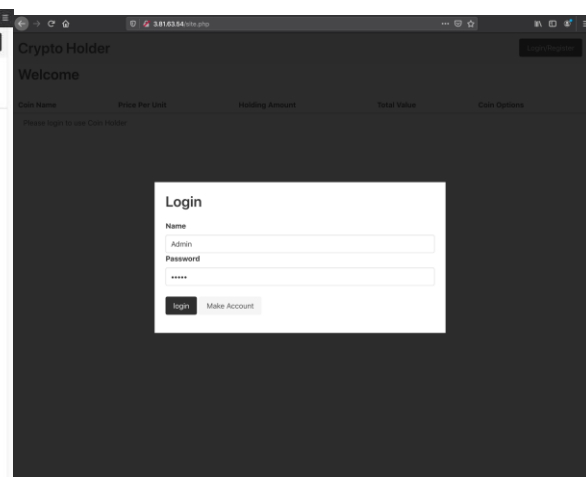 3.81.63.54/site.php
Crypto Holder
Login/Register
Welcome
Coin Name Price Per Unit Holding Amount Total Value Coin Options
Please login to use Coin Holder
Login
Name
Admin
Password
•••••
login Make Account